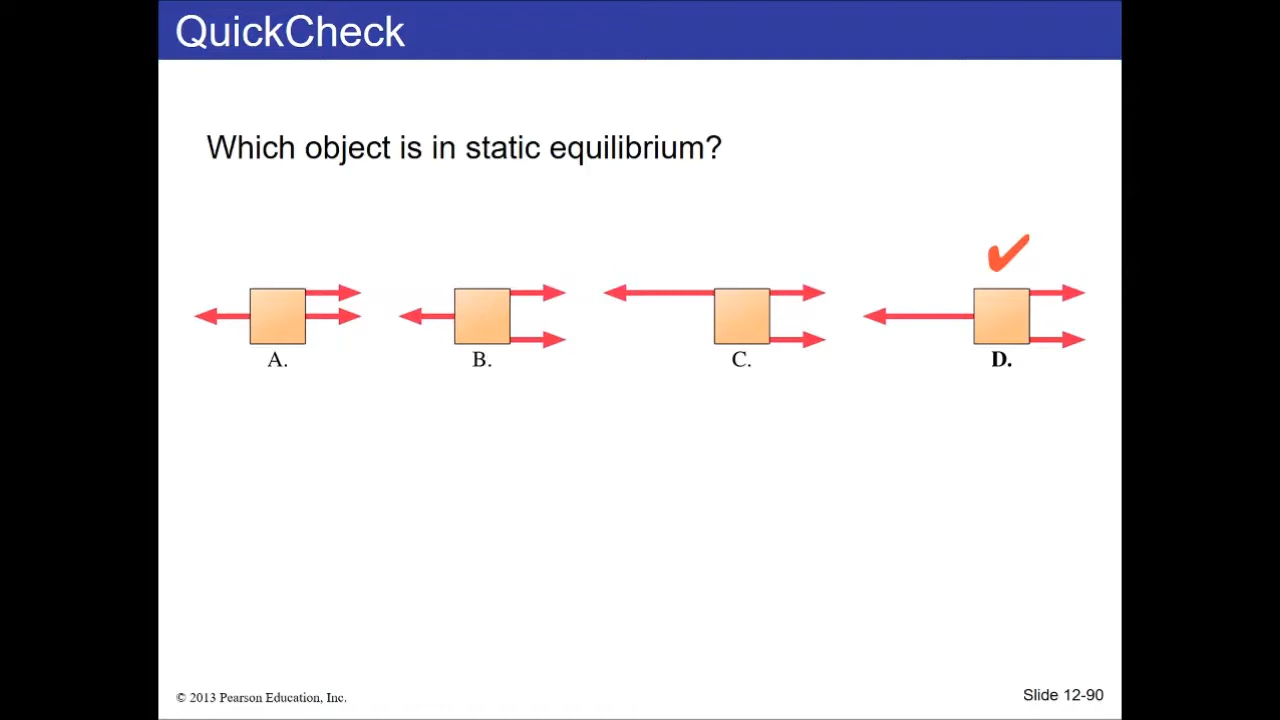 QuickCheck
Which object is in static equilibrium?
A. B. C. D.
© 2013 Pearson Education, Inc. Slide 12-90